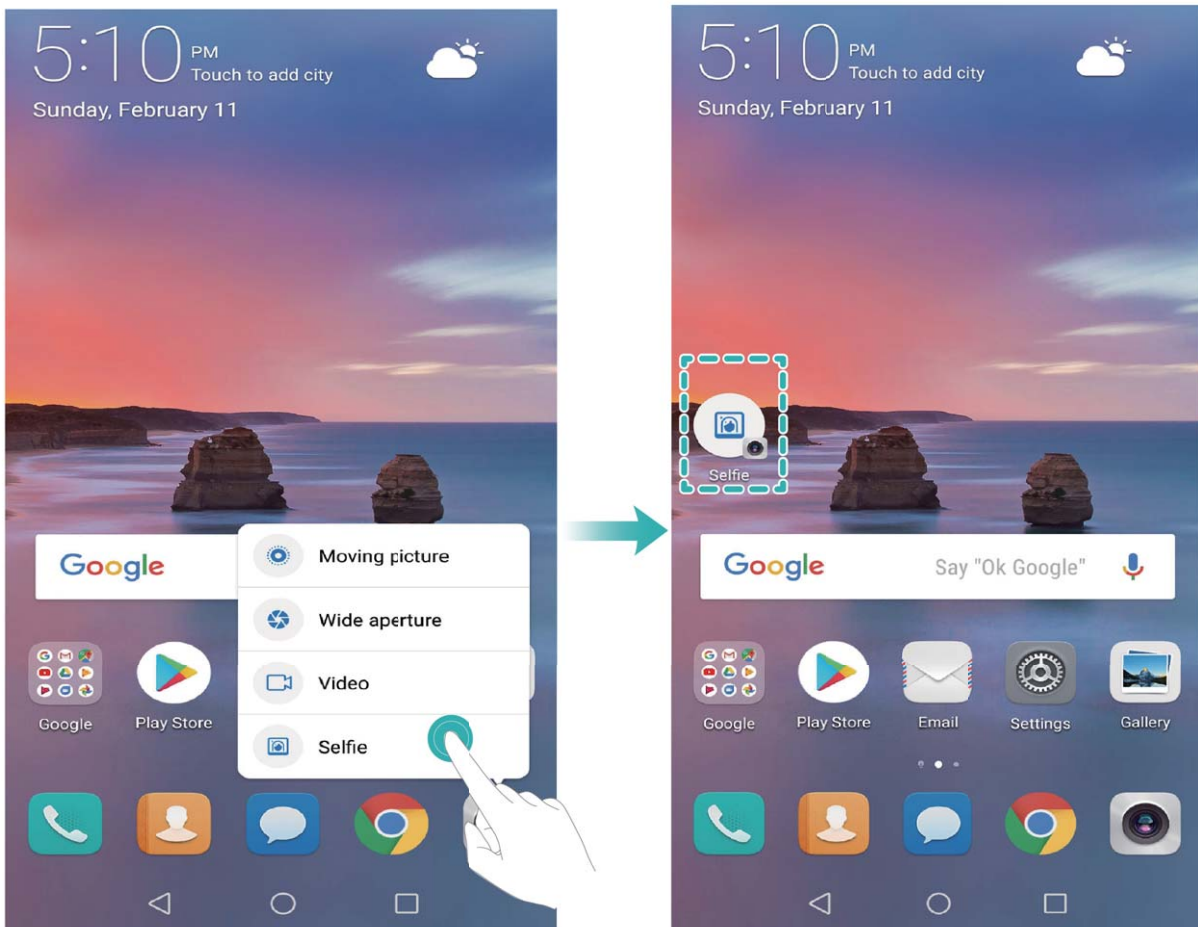 5:10 PM
Touch to add city
Sunday, February 11
Google
Moving picture
Wide aperture
Video
Selfie
Google
Play Store
5:10 PM
Touch to add city
Sunday, February 11
Selfie
Google
Say "Ok Google"
Google
Play Store
Email
Settings
Gallery